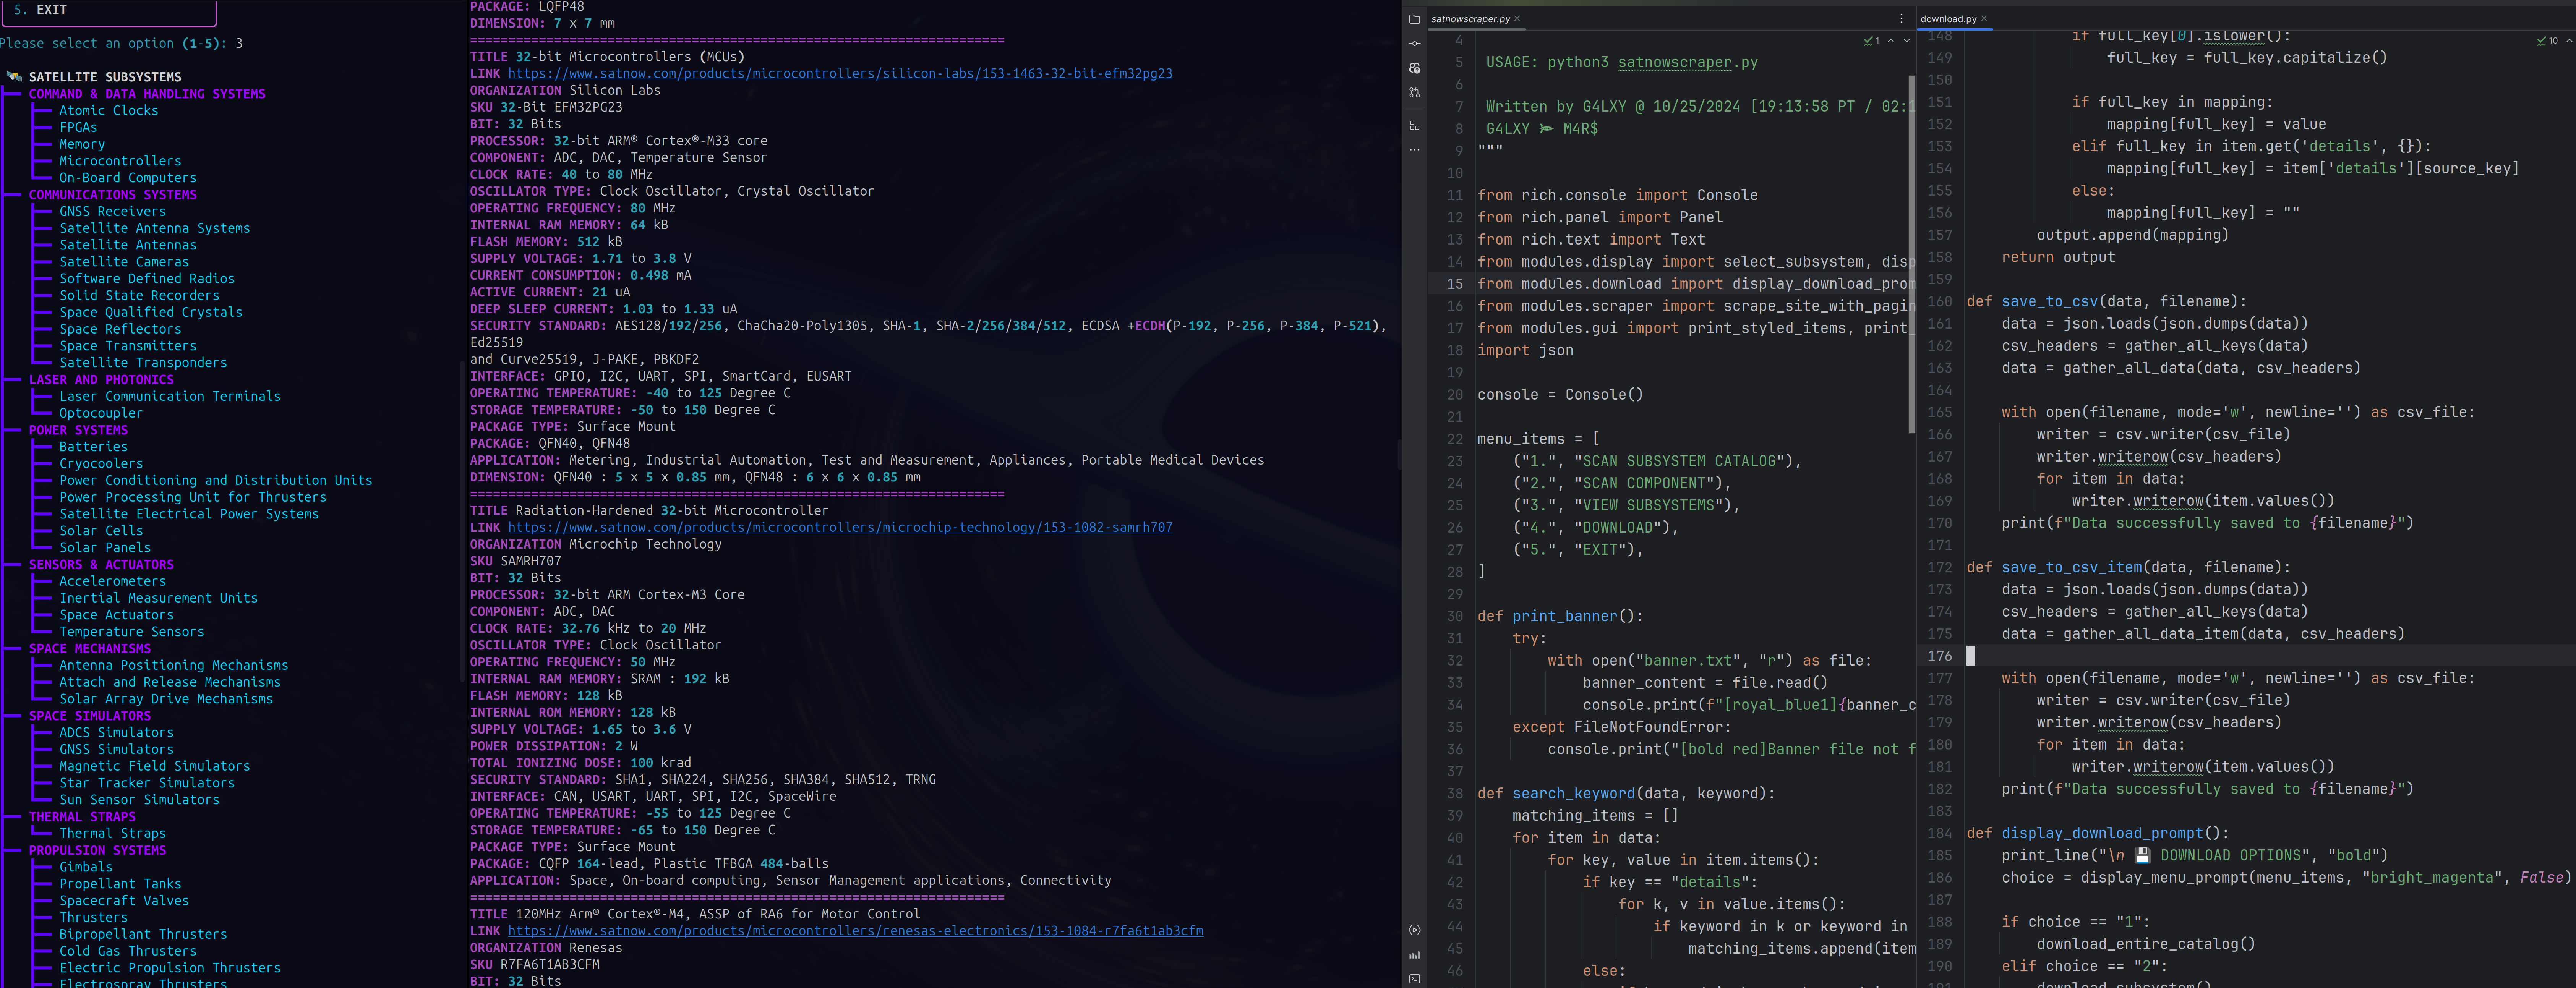 5. EXIT
Please select an option (1-5): 3
SATELLITE SUBSYSTEMS
COMMAND & DATA HANDLING SYSTEMS
Atomic Clocks
FPGAs
Memory
Microcontrollers
On-Board Computers
COMMUNICATIONS SYSTEMS
GNSS Receivers
Satellite Antenna Systems
Satellite Antennas
Satellite Cameras
Software Defined Radios
Solid State Recorders
Space Qualified Crystals
Space Reflectors
Space Transmitters
Satellite Transponders
LASER AND PHOTONICS
Laser Communication Terminals
Optocoupler
POWER SYSTEMS
Batteries
Cryocoolers
Power Conditioning and Distribution Units
Power Processing Unit for Thrusters
Satellite Electrical Power Systems
Solar Cells
Solar Panels
SENSORS & ACTUATORS
Accelerometers
Inertial Measurement Units
Space Actuators
Temperature Sensors
SPACE MECHANISMS
Antenna Positioning Mechanisms
Attach and Release Mechanisms
Solar Array Drive Mechanisms
SPACE SIMULATORS
ADCS Simulators
GNSS Simulators
Magnetic Field Simulators
Star Tracker Simulators
Sun Sensor Simulators
THERMAL STRAPS
Thermal Straps
PROPULSION SYSTEMS
Gimbals
Propellant Tanks
Spacecraft Valves
Thrusters
Bipropellant Thrusters
Cold Gas Thrusters
Electric Propulsion Thrusters
Electrospray Thrusters
PACKAGE: LQFP48
DIMENSION: 7 x 7 mm
======================================================================
TITLE 32-bit Microcontrollers (MCUs)
LINK https://www.satnow.com/products/microcontrollers/silicon-labs/153-1463-32-bit-efm32pg23
ORGANIZATION Silicon Labs
SKU 32-Bit EFM32PG23
BIT: 32 Bits
PROCESSOR: 32-bit ARM® Cortex®-M33 core
COMPONENT: ADC, DAC, Temperature Sensor
CLOCK RATE: 40 to 80 MHz
OSCILLATOR TYPE: Clock Oscillator, Crystal Oscillator
OPERATING FREQUENCY: 80 MHz
INTERNAL RAM MEMORY: 64 kB
FLASH MEMORY: 512 kB
SUPPLY VOLTAGE: 1.71 to 3.8 V
CURRENT CONSUMPTION: 0.498 mA
ACTIVE CURRENT: 21 uA
DEEP SLEEP CURRENT: 1.03 to 1.33 uA
SECURITY STANDARD: AES128/192/256, ChaCha20-Poly1305, SHA-1, SHA-2/256/384/512, ECDSA +ECDH(P-192, P-256, P-384, P-521),
Ed25519
and Curve25519, J-PAKE, PBKDF2
INTERFACE: GPIO, I2C, UART, SPI, SmartCard, EUSART
OPERATING TEMPERATURE: -40 to 125 Degree C
STORAGE TEMPERATURE: -50 to 150 Degree C
PACKAGE TYPE: Surface Mount
PACKAGE: QFN40, QFN48
APPLICATION: Metering, Industrial Automation, Test and Measurement, Appliances, Portable Medical Devices
DIMENSION: QFN40 : 5 x 5 x 0.85 mm, QFN48 : 6 x 6 x 0.85 mm
======================================================================
TITLE Radiation-Hardened 32-bit Microcontroller
LINK https://www.satnow.com/products/microcontrollers/microchip-technology/153-1082-samrh707
ORGANIZATION Microchip Technology
SKU SAMRH707
BIT: 32 Bits
PROCESSOR: 32-bit ARM Cortex-M3 Core
COMPONENT: ADC, DAC
CLOCK RATE: 32.76 kHz to 20 MHz
OSCILLATOR TYPE: Clock Oscillator
OPERATING FREQUENCY: 50 MHz
INTERNAL RAM MEMORY: SRAM : 192 kB
FLASH MEMORY: 128 kB
INTERNAL ROM MEMORY: 128 kB
SUPPLY VOLTAGE: 1.65 to 3.6 V
POWER DISSIPATION: 2 W
TOTAL IONIZING DOSE: 100 krad
SECURITY STANDARD: SHA1, SHA224, SHA256, SHA384, SHA512, TRNG
INTERFACE: CAN, USART, UART, SPI, I2C, SpaceWire
OPERATING TEMPERATURE: -55 to 125 Degree C
STORAGE TEMPERATURE: -65 to 150 Degree C
PACKAGE TYPE: Surface Mount
PACKAGE: CQFP 164-lead, Plastic TFBGA 484-balls
APPLICATION: Space, On-board computing, Sensor Management applications, Connectivity
======================================================================
TITLE 120MHz Arm® Cortex®-M4, ASSP of RA6 for Motor Control
LINK https://www.satnow.com/products/microcontrollers/renesas-electronics/153-1084-r7fa6t1ab3cfm
ORGANIZATION Renesas
SKU R7FA6T1AB3CFM
BIT: 32 Bits
satnowscraper.py
1
4
5 USAGE: python3 satnowscraper.py
6
7 Written by G4LXY @ 10/25/2024 [19:13:58 PT / 02:1
8 G4LXY ➽ M4R$
9 """
10
11 from rich.console import Console
12 from rich.panel import Panel
13 from rich.text import Text
14 from modules.display import select_subsystem, disp
15 from modules.download import display_download_prom
16 from modules.scraper import scrape_site_with_pagin
17 from modules.gui import print_styled_items, print_
18 import json
19
20 console = Console()
21
22 menu_items = [
23 ("1.", "SCAN SUBSYSTEM CATALOG"),
24 ("2.", "SCAN COMPONENT"),
25 ("3.", "VIEW SUBSYSTEMS"),
26 ("4.", "DOWNLOAD"),
27 ("5.", "EXIT"),
28 ]
29
30 def print_banner():
31 try:
32 with open("banner.txt", "r") as file:
33 banner_content = file.read()
34 console.print(f"[royal_blue1]{banner_c
35 except FileNotFoundError:
36 console.print("[bold red]Banner file not f
37
38 def search_keyword(data, keyword):
39 matching_items = []
40 for item in data:
41 for key, value in item.items():
42 if key == "details":
43 for k, v in value.items():
44 if keyword in k or keyword in
45 matching_items.append(item
46 else:
download.py
10
148 if full_key[0].islower():
149 full_key = full_key.capitalize()
150
151 if full_key in mapping:
152 mapping[full_key] = value
153 elif full_key in item.get('details', {}):
154 mapping[full_key] = item['details'][source_key]
155 else:
156 mapping[full_key] = ""
157 output.append(mapping)
158 return output
159
160 def save_to_csv(data, filename):
161 data = json.loads(json.dumps(data))
162 csv_headers = gather_all_keys(data)
163 data = gather_all_data(data, csv_headers)
164
165 with open(filename, mode='w', newline='') as csv_file:
166 writer = csv.writer(csv_file)
167 writer.writerow(csv_headers)
168 for item in data:
169 writer.writerow(item.values())
170 print(f"Data successfully saved to {filename}")
171
172 def save_to_csv_item(data, filename):
173 data = json.loads(json.dumps(data))
174 csv_headers = gather_all_keys(data)
175 data = gather_all_data_item(data, csv_headers)
176
177 with open(filename, mode='w', newline='') as csv_file:
178 writer = csv.writer(csv_file)
179 writer.writerow(csv_headers)
180 for item in data:
181 writer.writerow(item.values())
182 print(f"Data successfully saved to {filename}")
183
184 def display_download_prompt():
185 print_line("\n 💾 DOWNLOAD OPTIONS", "bold")
186 choice = display_menu_prompt(menu_items, "bright_magenta", False)
187
188 if choice == "1":
189 download_entire_catalog()
190 elif choice == "2":
191 download_subsystem()